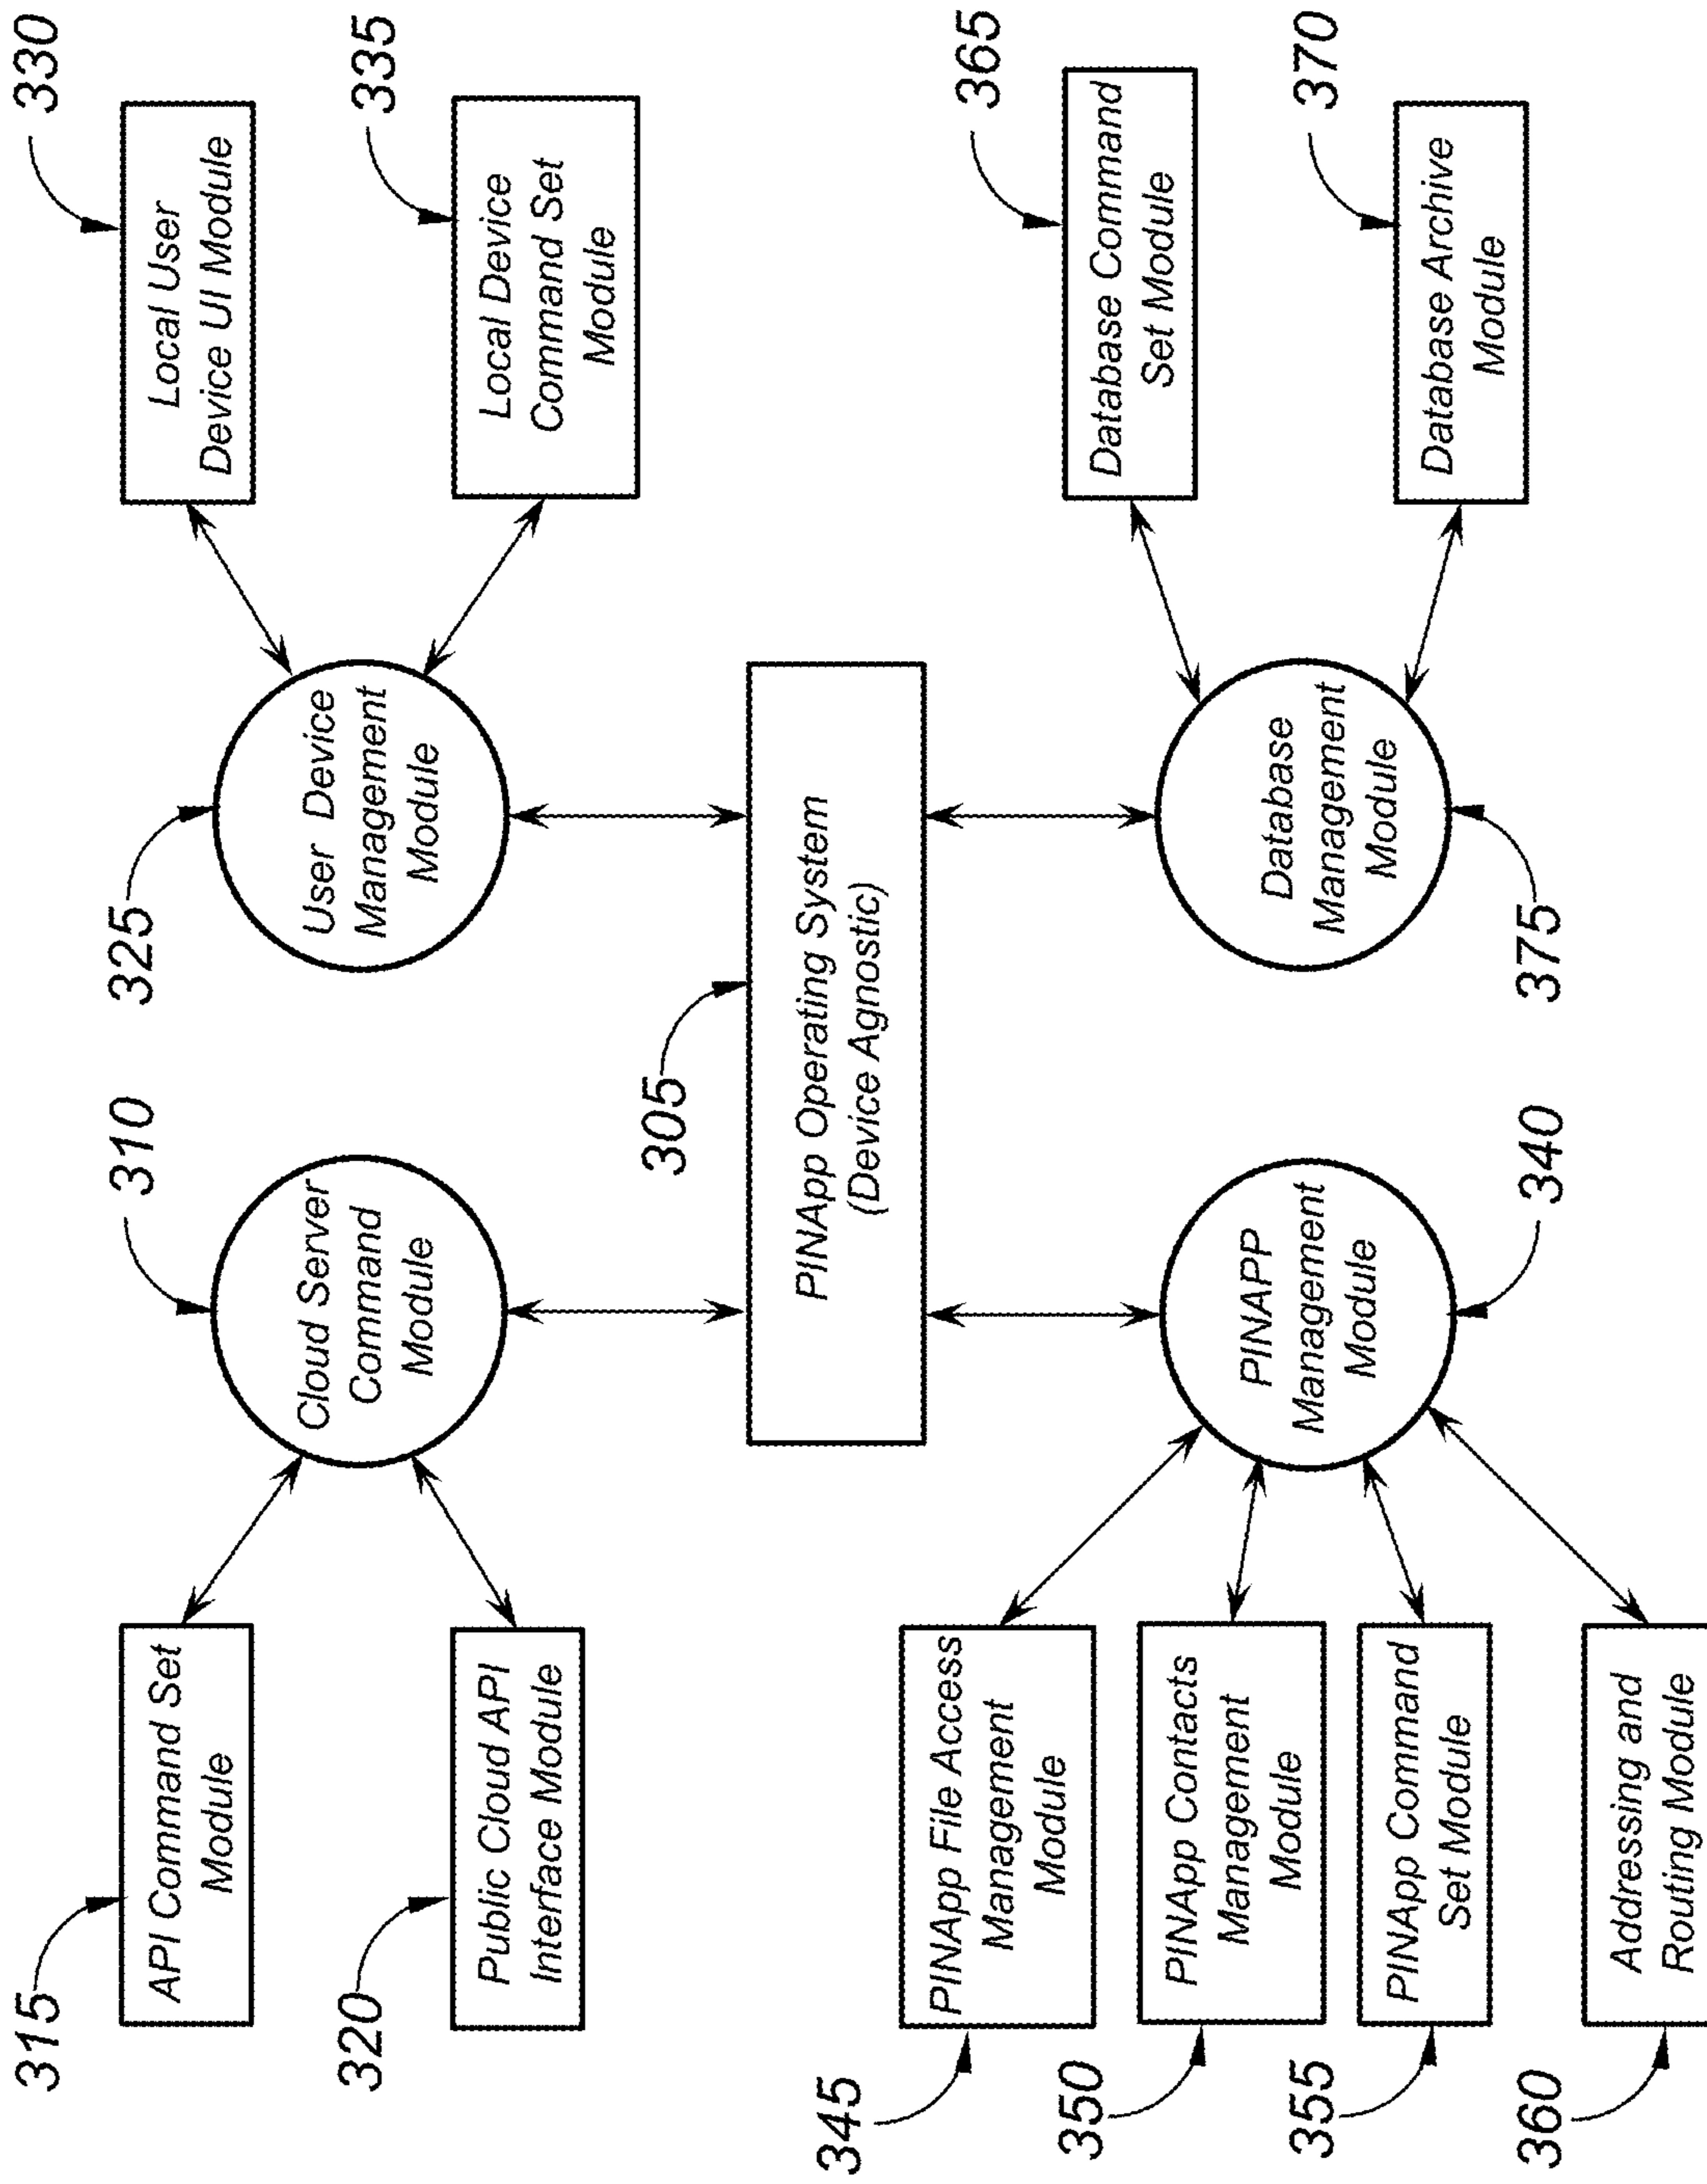 315
API Command Set
Module
320
Public Cloud API
Interface Module
310
Cloud Server
Command
Module
325
User Device
Management
Module
330
Local User
Device UI Module
335
Local Device
Command Set
Module
305
PINApp Operating System
(Device Agnostic)
345
PINApp File Access
Management
Module
350
PINApp Contacts
Management
Module
355
PINApp Command
Set Module
360
Addressing and
Routing Module
PINAPP
Management
Module
340
Database
Management
Module
375
365
Database Command
Set Module
370
Database Archive
Module